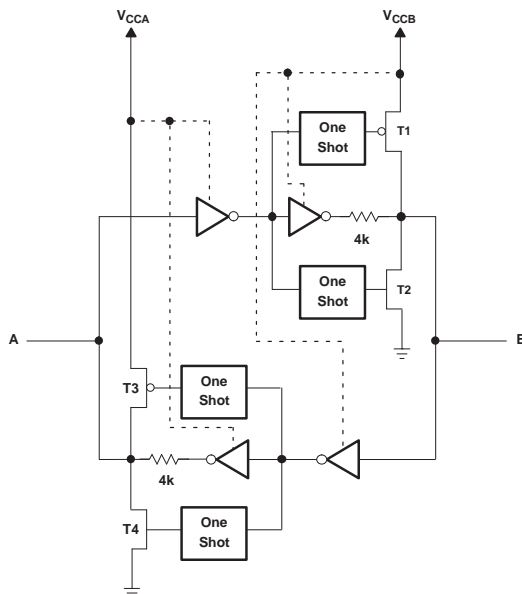 VCCA
VCCB
One
Shot
T1
4k
One
Shot
T2
A
B
T3
One
Shot
4k
T4
One
Shot